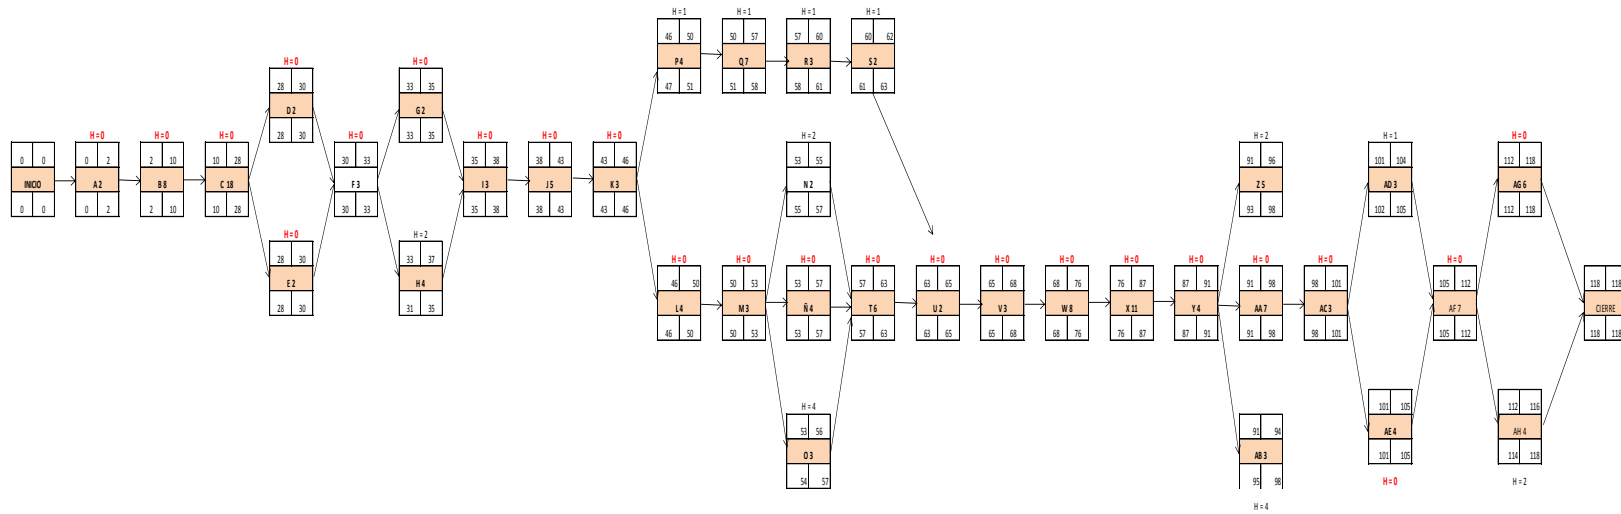 H = 1 H = 1 H = 1 H = 1
46 50 50 57 57 60 60 62
P 4 Q 7 R 3 S 2
47 51 51 58 58 61 61 63
H = 0 H = 0
28 30 33 35
D 2 G 2
28 30 33 35
H = 0 H = 0 H = 0 H = 0 H = 0 H = 0 H = 0 H = 2 H = 2 H = 1 H = 0
0 0 0 2 2 10 10 28 30 33 35 38 38 43 43 46 53 55 91 96 101 104 112 118
INICIO A 2 B 8 C 18 F 3 I 3 J 5 K 3 N 2 Z 5 AD 3 AG 6
0 0 0 2 2 10 10 28 30 33 35 38 38 43 43 46 55 57 93 98 102 105 112 118
H = 0 H = 2
28 30 33 37
E 2 H 4
28 30 31 35
H = 0 H = 0 H = 0 H = 0 H = 0 H = 0 H = 0 H = 0 H = 0 H = 0 H = 0 H = 0
46 50 50 53 53 57 57 63 63 65 65 68 68 76 76 87 87 91 91 98 98 101 105 112 118 118
L 4 M 3 Ñ 4 T 6 U 2 V 3 W 8 X 11 Y 4 AA 7 AC 3 AF 7 CIERRE
46 50 50 53 53 57 57 63 63 65 65 68 68 76 76 87 87 91 91 98 98 101 105 112 118 118
H = 4
53 56 91 94 101 105 112 116
O 3 AB 3 AE 4 AH 4
54 57 95 98 101 105 114 118
H = 4 H = 0 H = 2